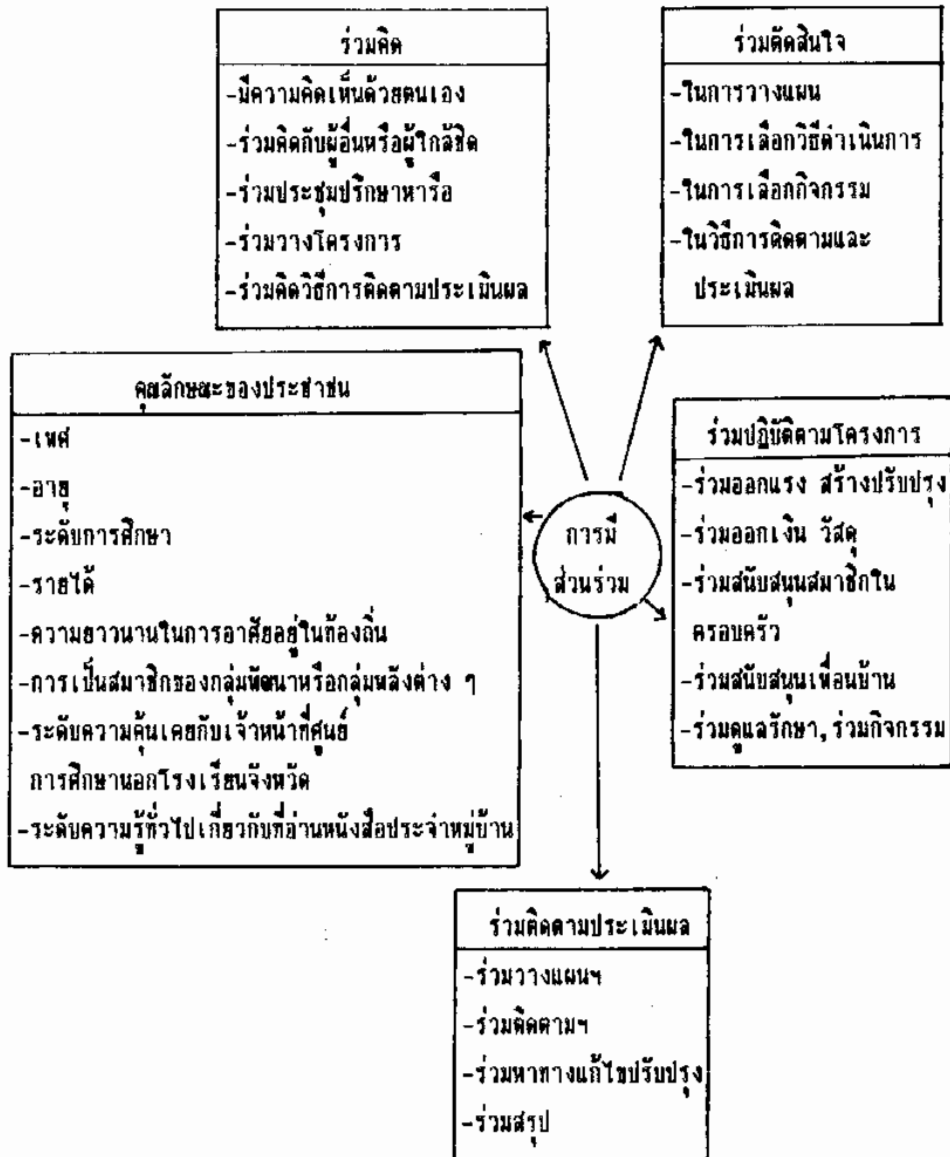 ร่วมคิด
-มีความคิดเห็นด้วยตนเอง
-ร่วมคิดกับผู้อื่นหรือผู้ใกล้ชิด
-ร่วมประชุมปรึกษาหารือ
-ร่วมวางโครงการ
-ร่วมคิดวิธีการติดตามประเมินผล
ร่วมตัดสินใจ
-ในการวางแผน
-ในการเลือกวิธีดำเนินการ
-ในการเลือกกิจกรรม
-ในวิธีการติดตามและ
ประเมินผล
คุณลักษณะของประชาชน
-เพศ
-อายุ
-ระดับการศึกษา
-รายได้
-ความยาวนานในการอาศัยอยู่ในท้องถิ่น
-การเป็นสมาชิกของกลุ่มพัฒนาหรือกลุ่มพลังต่าง ๆ
-ระดับความคุ้นเคยกับเจ้าหน้าที่ศูนย์
การศึกษานอกโรงเรียนจังหวัด
-ระดับความรู้ทั่วไปเกี่ยวกับที่อ่านหนังสือประจำหมู่บ้าน
การมี
ส่วนร่วม
ร่วมปฏิบัติตามโครงการ
-ร่วมออกแรง สร้างปรับปรุง
-ร่วมออกเงิน วัสดุ
-ร่วมสนับสนุนสมาชิกใน
ครอบครัว
-ร่วมสนับสนุนเพื่อนบ้าน
-ร่วมดูแลรักษา,ร่วมกิจกรรม
ร่วมติดตามประเมินผล
-ร่วมวางแผนฯ
-ร่วมติดตามฯ
-ร่วมหาทางแก้ไขปรับปรุง
-ร่วมสรุป